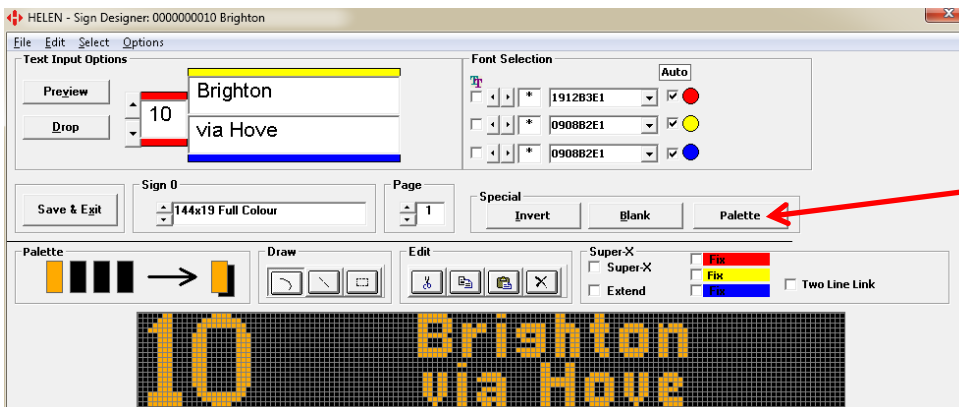 HELEN - Sign Designer: 0000000010 Brighton
File Edit Select Options
Text Input Options
Preview
Drop
10
Brighton
via Hove
Font Selection
Auto
* 1912B3E1
* 0908B2E1
* 0908B2E1
Save & Exit
Sign 0
144x19 Full Colour
Page
1
Special
Invert Blank Palette
Palette
Draw
Edit
Super-X
Super-X
Extend
Fix
Fix
Fix
Two Line Link
10 Brighton
via Hove